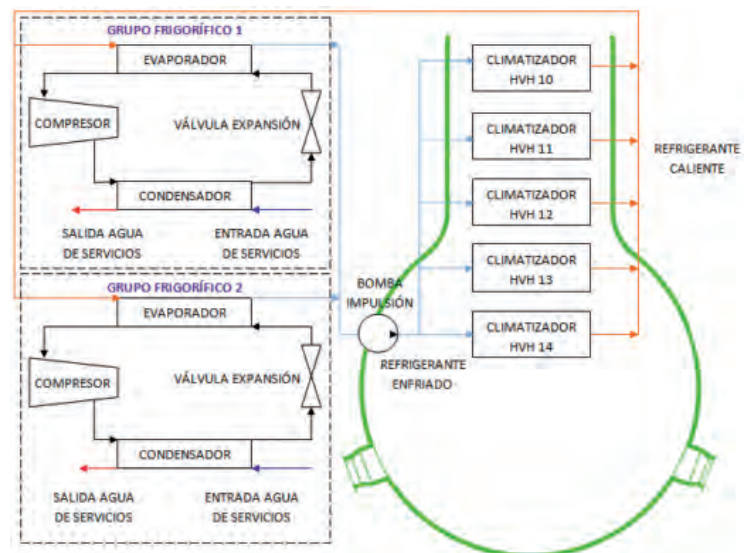 GRUPO FRIGORÍFICO 1
EVAPORADOR
COMPRESOR
VÁLVULA EXPANSIÓN
CONDENSADOR
SALIDA AGUA
DE SERVICIOS
ENTRADA AGUA
DE SERVICIOS
GRUPO FRIGORÍFICO 2
EVAPORADOR
COMPRESOR
VÁLVULA EXPANSIÓN
CONDENSADOR
SALIDA AGUA
DE SERVICIOS
ENTRADA AGUA
DE SERVICIOS
BOMBA
IMPULSIÓN
REFRIGERANTE
ENFRIADO
CLIMATIZADOR
HVH 10
CLIMATIZADOR
HVH 11
CLIMATIZADOR
HVH 12
CLIMATIZADOR
HVH 13
CLIMATIZADOR
HVH 14
REFRIGERANTE
CALIENTE